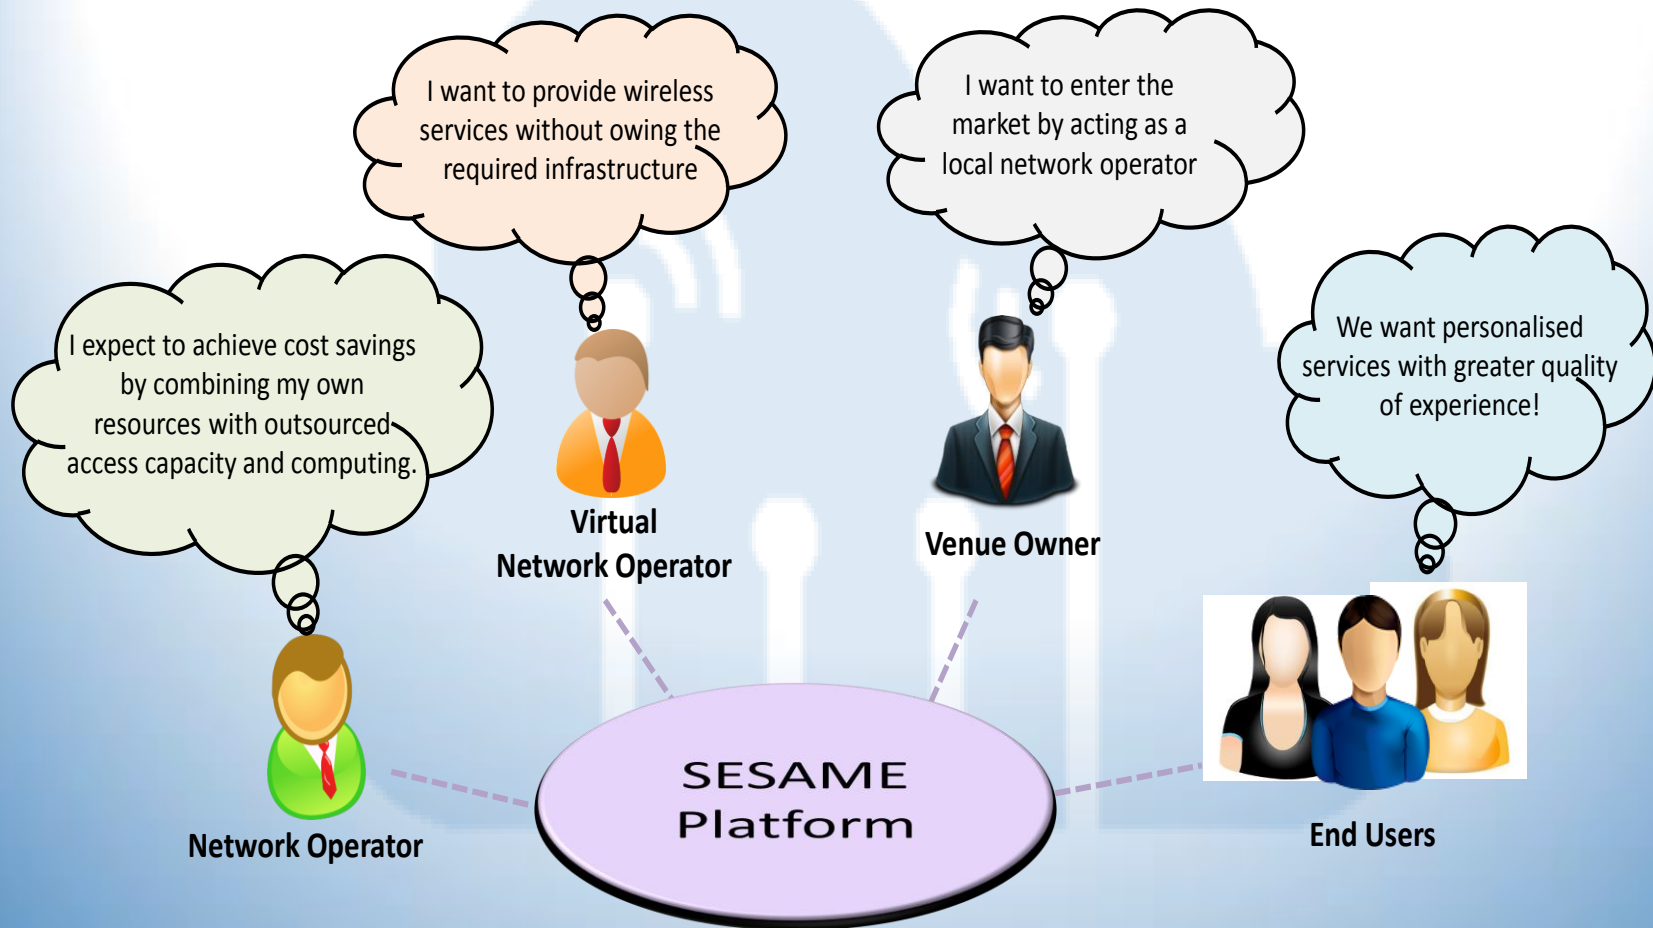 I want to provide wireless
services without owing the
required infrastructure
I want to enter the
market by acting as a
local network operator
I expect to achieve cost savings
by combining my own
resources with outsourced
access capacity and computing.
We want personalised
services with greater quality
of experience!
Virtual
Network Operator
Venue Owner
Network Operator
End Users
SESAME
Platform